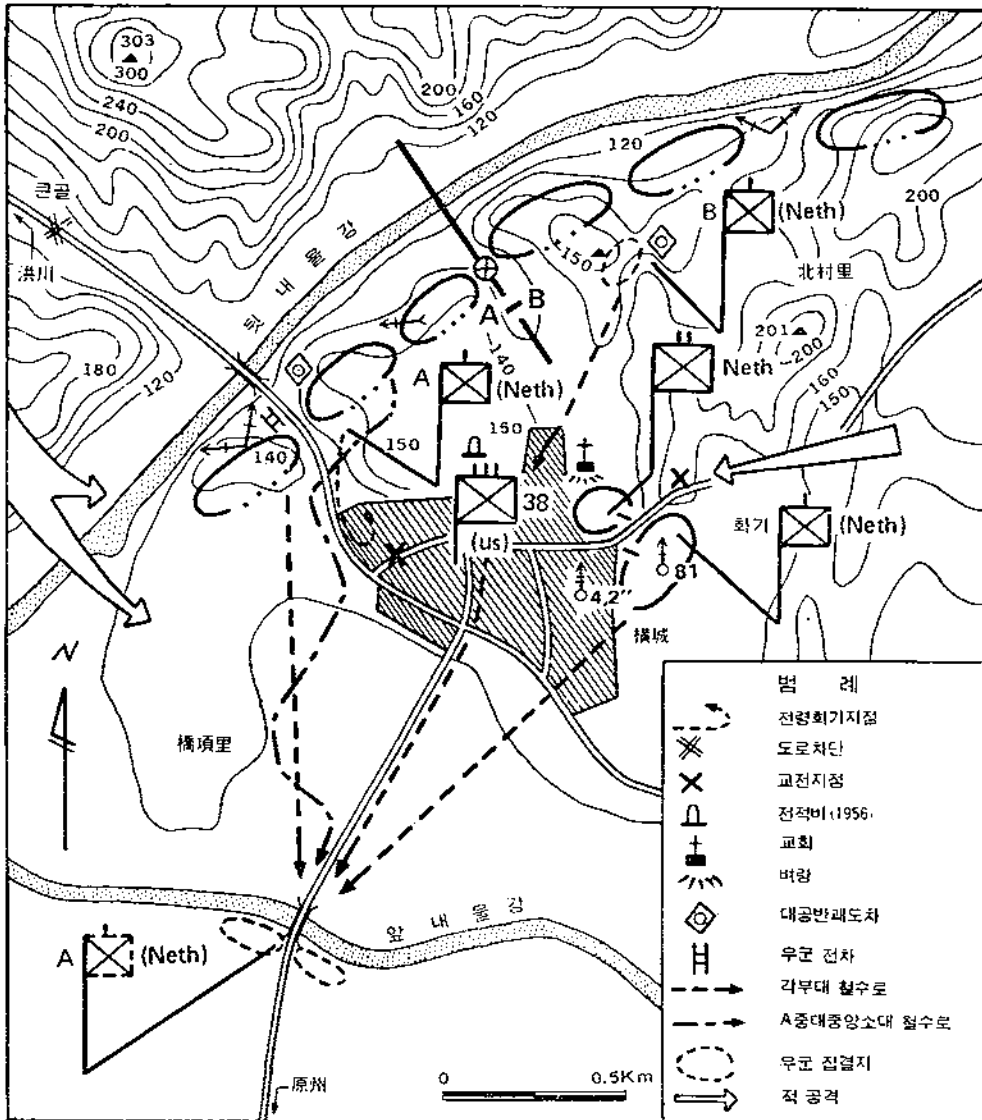 303
300
240
200
200
160
120
120
큰골
洪川
뒷내물강
180
120
A
B
150
B
(Neth)
200
北村里
201
200
160
150
140
A
(Neth)
Neth
150
150
140
38
(us)
화기
(Neth)
81
4.2"
橫城
N
橋項里
앞내물강
A
(Neth)
原州
0
0.5Km
범 례
전령회기지점
도로차단
교전지점
전적비(1956)
교회
벼랑
대공반궤도차
우군 전차
각부대 철수로
A중대중앙소대 철수로
우군 집결지
적 공격